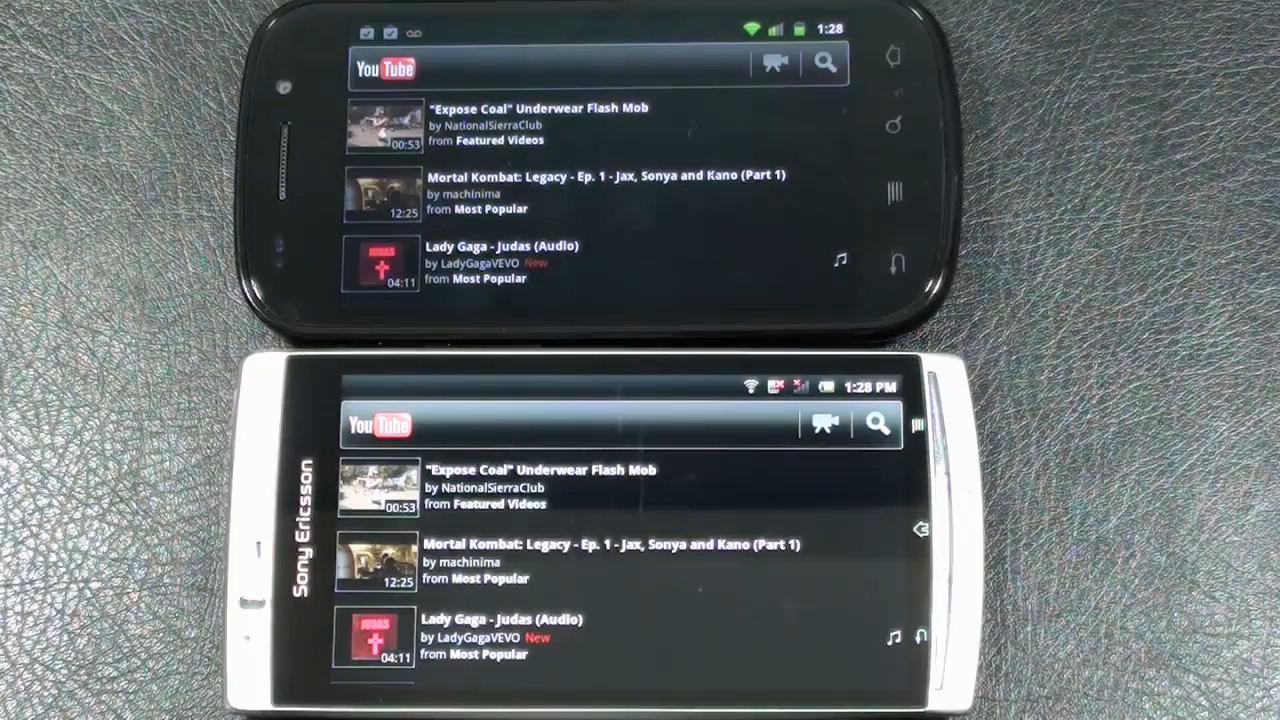 1:28
YouTube
"Expose Coal" Underwear Flash Mob
by NationalSierraClub
00:53
from Featured Videos
Mortal Kombat: Legacy - Ep. 1 - Jax, Sonya and Kano (Part 1)
by machinima
12:25
from Most Popular
Lady Gaga - Judas (Audio)
JUDAS
by LadyGagaVEVO New
04:11
from Most Popular
1:28 PM
YouTube
Sony Ericsson
"Expose Coal" Underwear Flash Mob
by NationalSierraClub
00:53
from Featured Videos
Mortal Kombat: Legacy - Ep. 1 - Jax, Sonya and Kano (Part 1)
by machinima
12:25
from Most Popular
Lady Gaga - Judas (Audio)
JUDAS
by LadyGagaVEVO New
04:11
from Most Popular